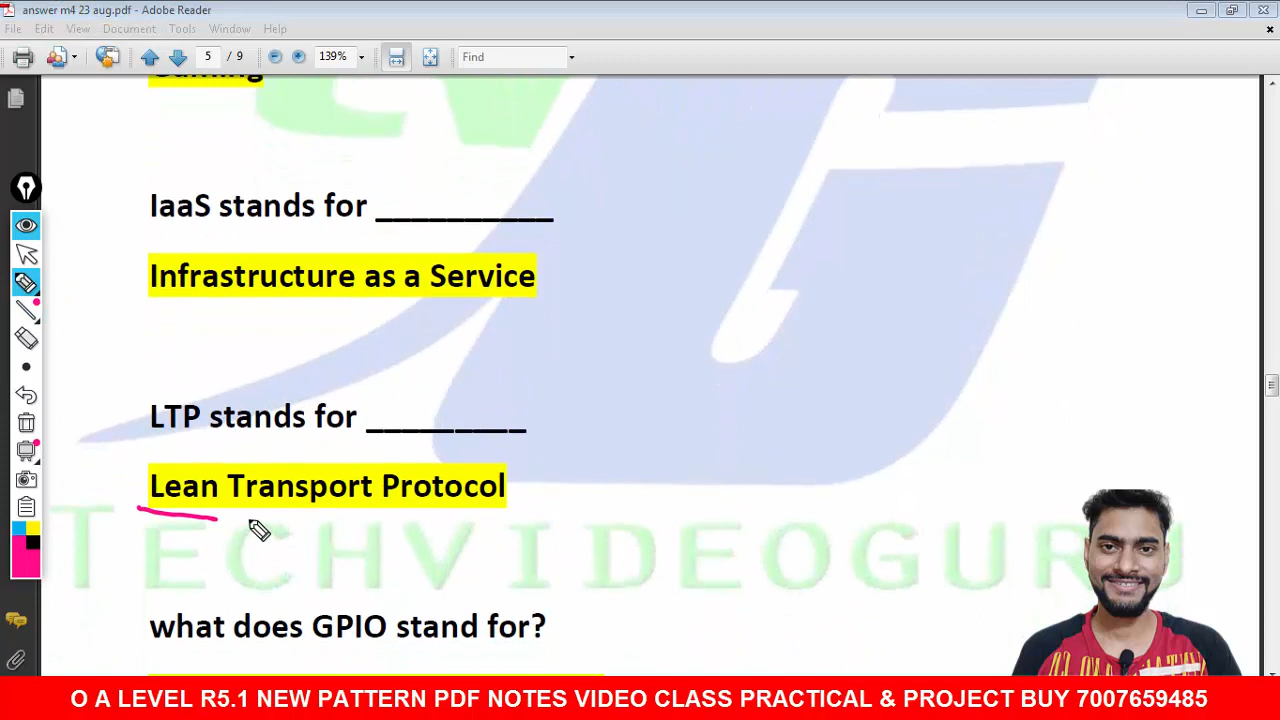 answer m4 23 aug.pdf - Adobe Reader
File Edit View Document Tools Window Help
5 / 9 139% Find
Gaming
IaaS stands for __________
Infrastructure as a Service
LTP stands for _________
Lean Transport Protocol
TECHVIDEOGURU
what does GPIO stand for?
O A LEVEL R5.1 NEW PATTERN PDF NOTES VIDEO CLASS PRACTICAL & PROJECT BUY 7007659485